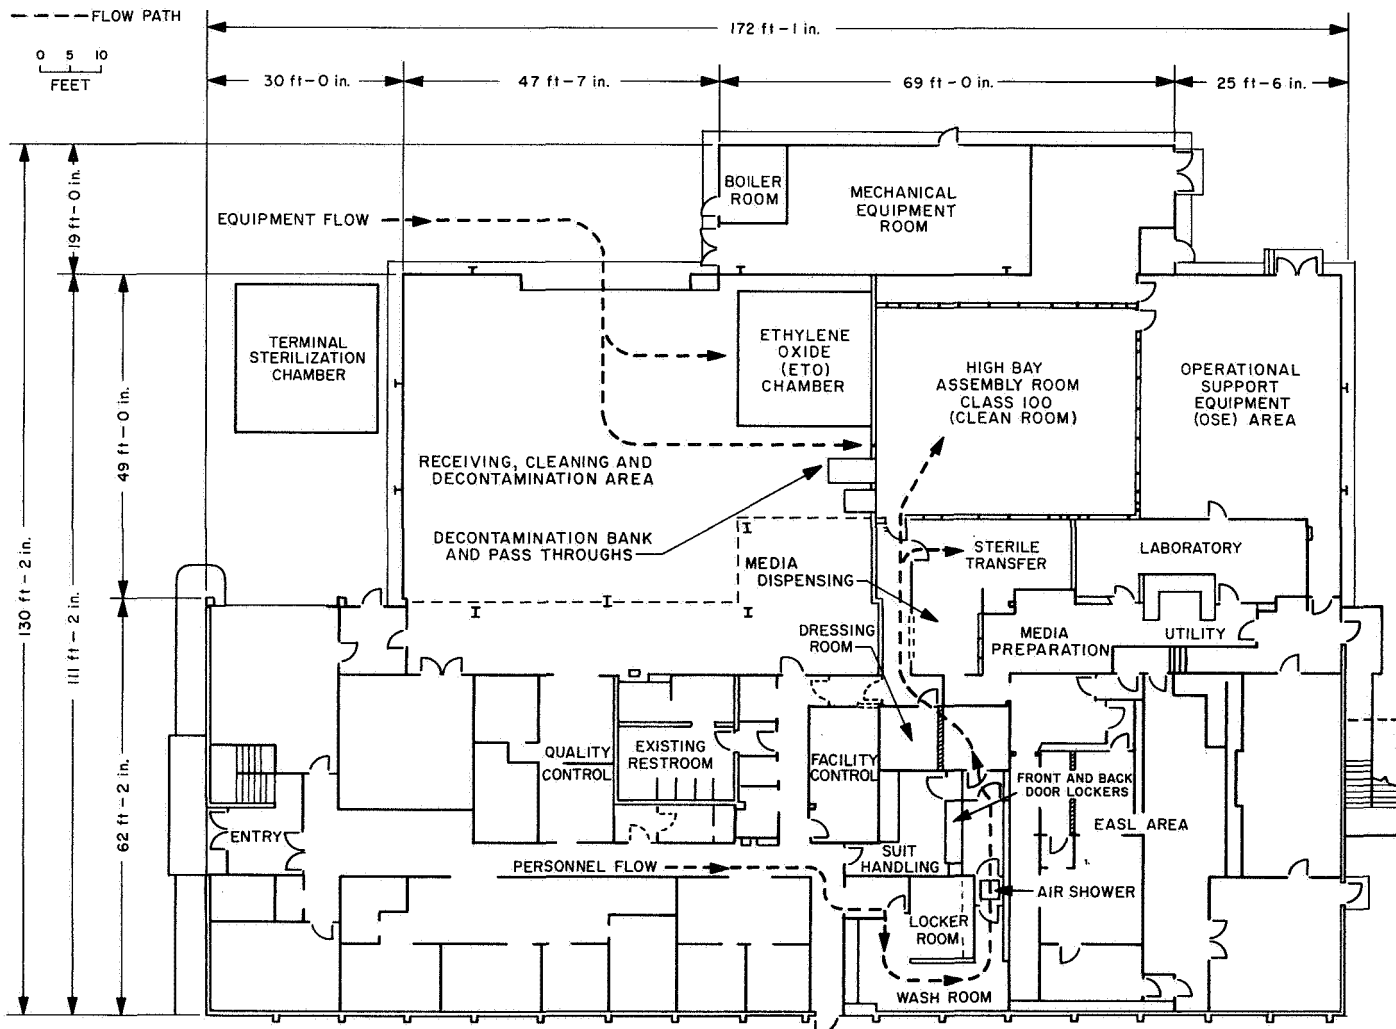 FLOW PATH
0 5 10
FEET
172 ft-1 in.
30 ft-0 in.
47 ft-7 in.
69 ft-0 in.
25 ft-6 in.
19 ft-0 in.
130 ft-2 in.
111 ft-2 in.
49 ft-0 in.
62 ft-2 in.
BOILER
ROOM
MECHANICAL
EQUIPMENT
ROOM
EQUIPMENT FLOW
TERMINAL
STERILIZATION
CHAMBER
ETHYLENE
OXIDE
(ETO)
CHAMBER
HIGH BAY
ASSEMBLY ROOM
CLASS 100
(CLEAN ROOM)
OPERATIONAL
SUPPORT
EQUIPMENT
(OSE) AREA
RECEIVING, CLEANING AND
DECONTAMINATION AREA
DECONTAMINATION BANK
AND PASS THROUGHS
STERILE
TRANSFER
LABORATORY
MEDIA
DISPENSING
DRESSING
ROOM
MEDIA
PREPARATION
UTILITY
QUALITY
CONTROL
EXISTING
RESTROOM
FACILITY
CONTROL
FRONT AND BACK
DOOR LOCKERS
EASL AREA
ENTRY
PERSONNEL FLOW
SUIT
HANDLING
AIR SHOWER
LOCKER
ROOM
WASH ROOM